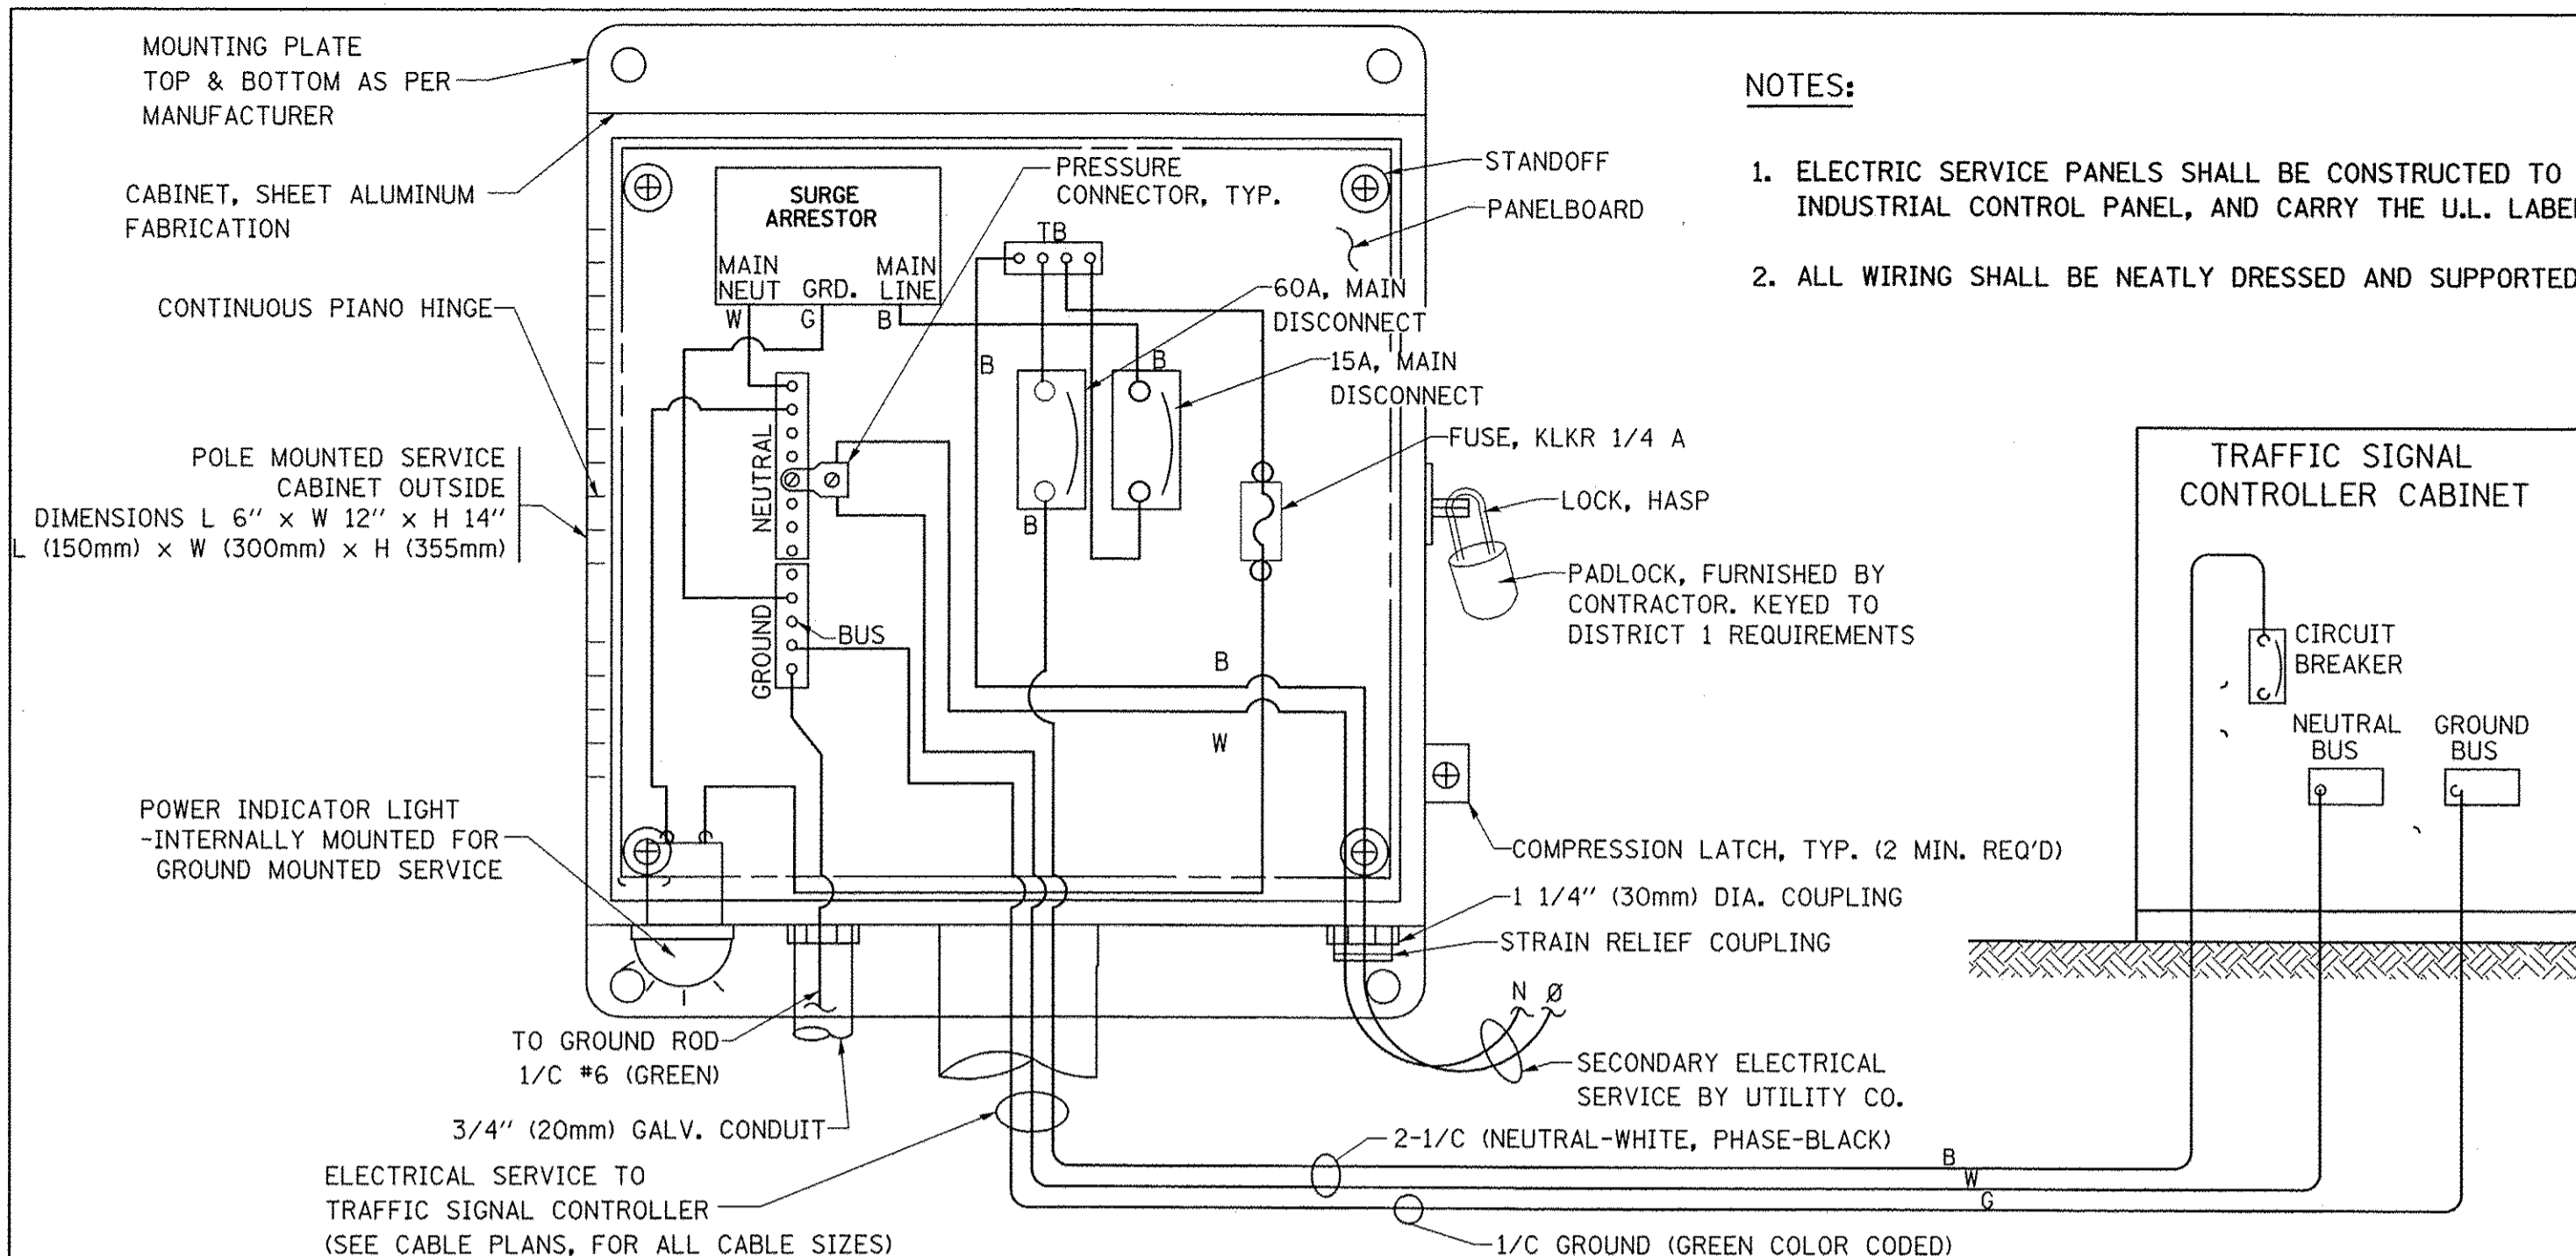 MOUNTING PLATE
TOP & BOTTOM AS PER
MANUFACTURER
CABINET, SHEET ALUMINUM
FABRICATION
CONTINUOUS PIANO HINGE
POLE MOUNTED SERVICE
CABINET OUTSIDE
DIMENSIONS L 6" x W 12" x H 14"
L (150mm) x W (300mm) x H (355mm)
POWER INDICATOR LIGHT
-INTERNALLY MOUNTED FOR
GROUND MOUNTED SERVICE
SURGE
ARRESTOR
MAIN
NEUT
GRD.
MAIN
LINE
W
G
B
PRESSURE
CONNECTOR, TYP.
TB
STANDOFF
PANELBOARD
60A, MAIN
DISCONNECT
15A, MAIN
DISCONNECT
B
B
B
NEUTRAL
GROUND
BUS
FUSE, KLKR 1/4 A
LOCK, HASP
PADLOCK, FURNISHED BY
CONTRACTOR. KEYED TO
DISTRICT 1 REQUIREMENTS
B
W
COMPRESSION LATCH, TYP. (2 MIN. REQ'D)
1 1/4" (30mm) DIA. COUPLING
STRAIN RELIEF COUPLING
N Ø
SECONDARY ELECTRICAL
SERVICE BY UTILITY CO.
TO GROUND ROD
1/C #6 (GREEN)
3/4" (20mm) GALV. CONDUIT
ELECTRICAL SERVICE TO
TRAFFIC SIGNAL CONTROLLER
(SEE CABLE PLANS, FOR ALL CABLE SIZES)
2-1/C (NEUTRAL-WHITE, PHASE-BLACK)
B
W
G
1/C GROUND (GREEN COLOR CODED)
NOTES:
1. ELECTRIC SERVICE PANELS SHALL BE CONSTRUCTED TO
INDUSTRIAL CONTROL PANEL, AND CARRY THE U.L. LABEL
2. ALL WIRING SHALL BE NEATLY DRESSED AND SUPPORTED
TRAFFIC SIGNAL
CONTROLLER CABINET
CIRCUIT
BREAKER
NEUTRAL
BUS
GROUND
BUS